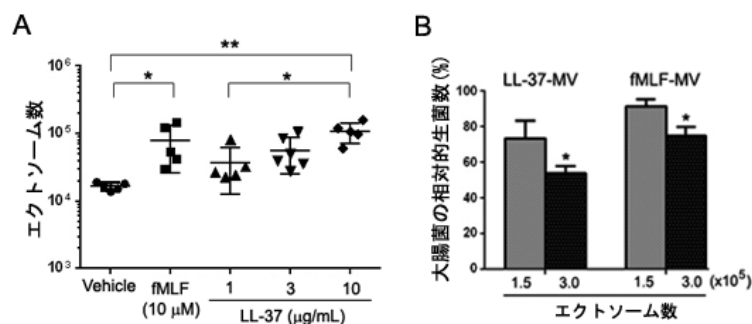 A
エクトソーム数
10⁶
10⁵
10⁴
10³
**
*
*
Vehicle
fMLF
(10 μM)
1
3
10
LL-37 (μg/mL)
B
大腸菌の相対的生菌数(%)
100
80
60
40
20
0
LL-37-MV
fMLF-MV
*
*
1.5
3.0
1.5
3.0
(x10⁵)
エクトソーム数